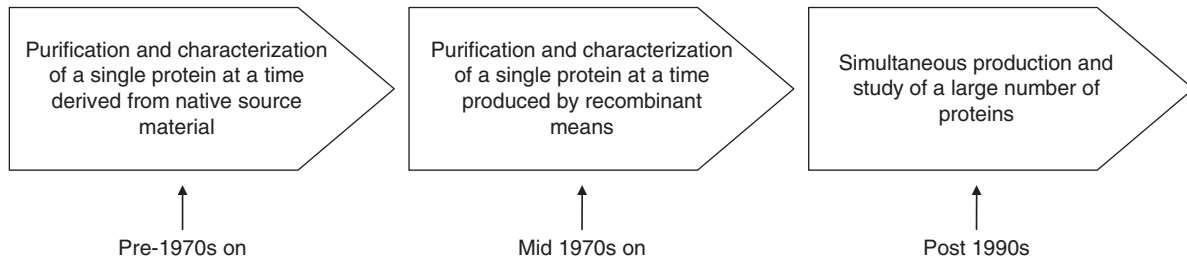 Purification and characterization
of a single protein at a time
derived from native source
material
Purification and characterization
of a single protein at a time
produced by recombinant
means
Simultaneous production and
study of a large number of
proteins
Pre-1970s on
Mid 1970s on
Post 1990s